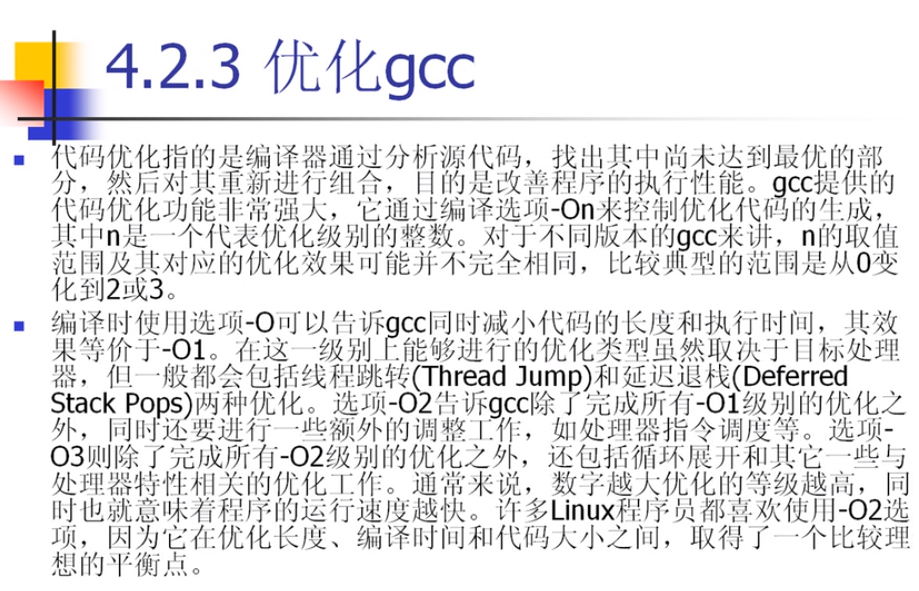 4.2.3 优化gcc
代码优化指的是编译器通过分析源代码，找出其中尚未达到最优的部
分，然后对其重新进行组合，目的是改善程序的执行性能。gcc提供的
代码优化功能非常强大，它通过编译选项-On来控制优化代码的生成，
其中n是一个代表优化级别的整数。对于不同版本的gcc来讲，n的取值
范围及其对应的优化效果可能并不完全相同，比较典型的范围是从0变
化到2或3。
编译时使用选项-O可以告诉gcc同时减小代码的长度和执行时间，其效
果等价于-O1。在这一级别上能够进行的优化类型虽然取决于目标处理
器，但一般都会包括线程跳转(Thread Jump)和延迟退栈(Deferred
Stack Pops)两种优化。选项-O2告诉gcc除了完成所有-O1级别的优化之
外，同时还要进行一些额外的调整工作，如处理器指令调度等。选项-
O3则除了完成所有-O2级别的优化之外，还包括循环展开和其它一些与
处理器特性相关的优化工作。通常来说，数字越大优化的等级越高，同
时也就意味着程序的运行速度越快。许多Linux程序员都喜欢使用-O2选
项，因为它在优化长度、编译时间和代码大小之间，取得了一个比较理
想的平衡点。